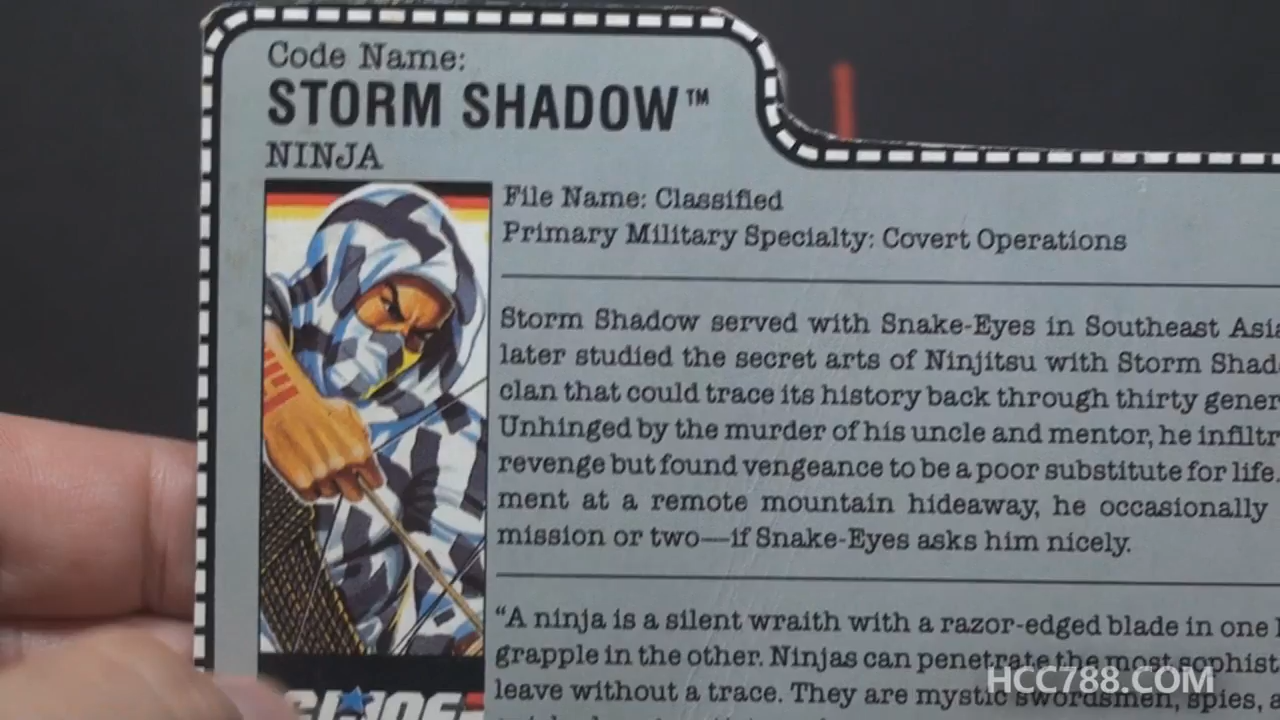 Code Name:
STORM SHADOW™
NINJA
File Name: Classified
Primary Military Specialty: Covert Operations
Storm Shadow served with Snake-Eyes in Southeast Asia
later studied the secret arts of Ninjitsu with Storm Shad
clan that could trace its history back through thirty gener
Unhinged by the murder of his uncle and mentor, he infiltr
revenge but found vengeance to be a poor substitute for life.
ment at a remote mountain hideaway, he occasionally
mission or two—if Snake-Eyes asks him nicely.
“A ninja is a silent wraith with a razor-edged blade in one
grapple in the other. Ninjas can penetrate the most sophist
leave without a trace. They are mystic swordsmen, spies, a
GI JOE
HCC788.COM